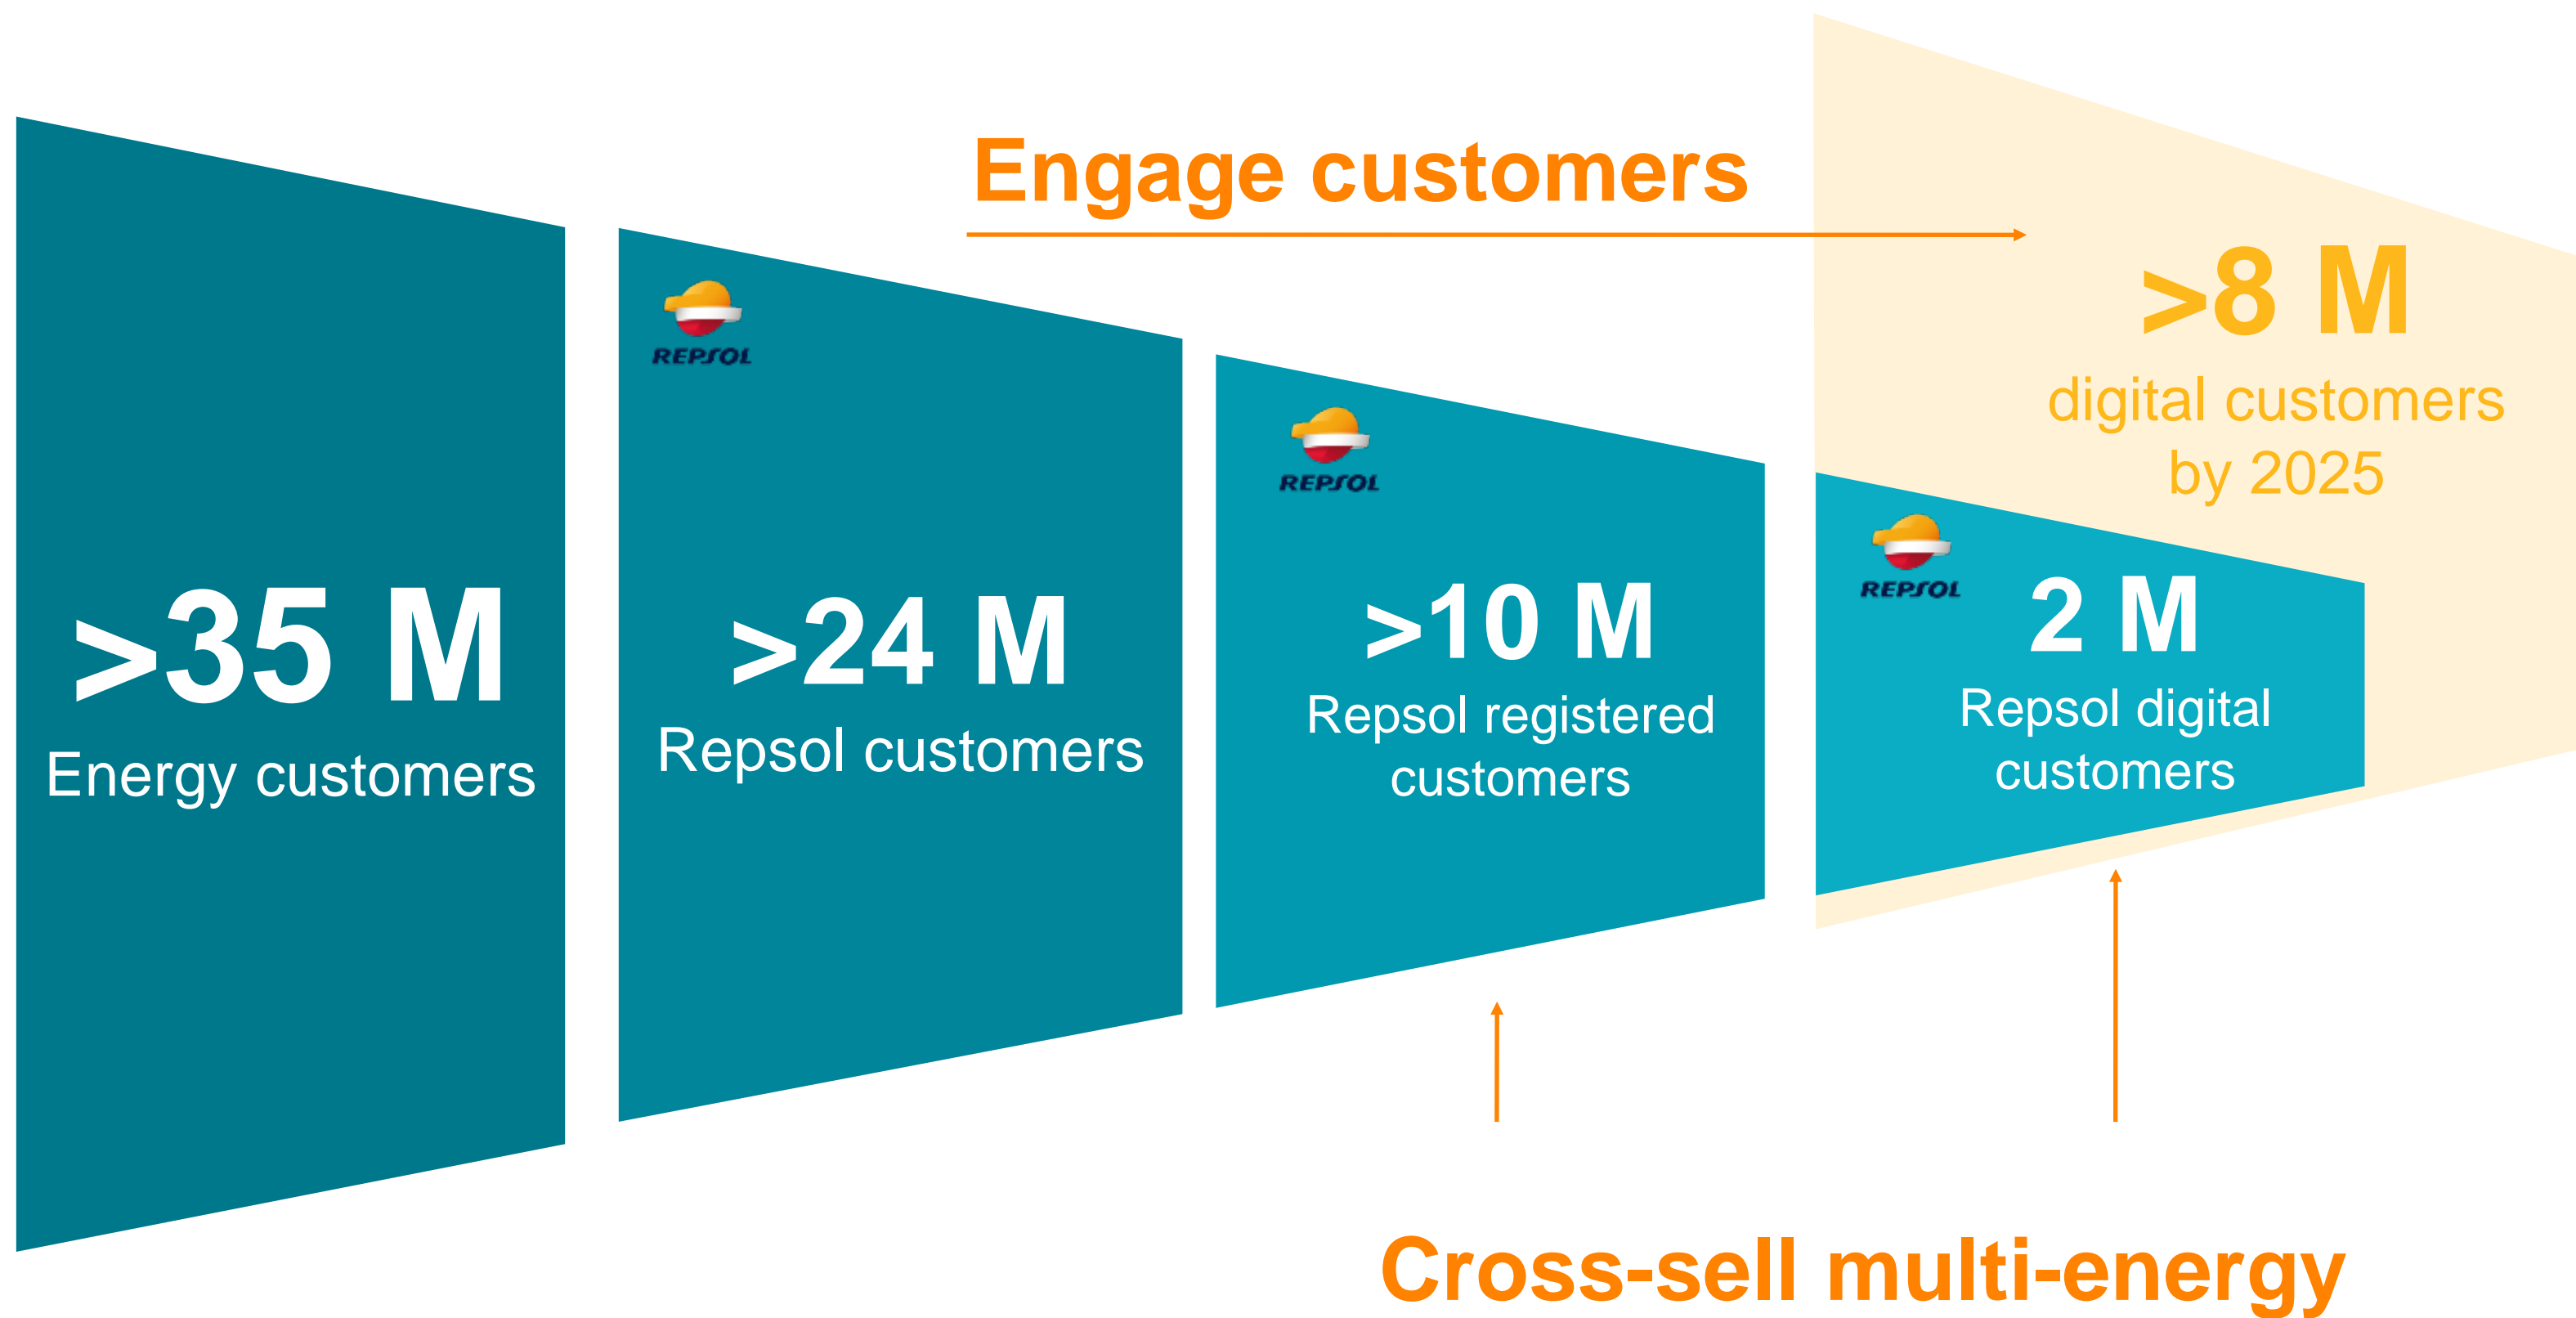 Engage customers
>35 M
Energy customers
REPSOL
>24 M
Repsol customers
REPSOL
>10 M
Repsol registered
customers
>8 M
digital customers
by 2025
REPSOL
2 M
Repsol digital
customers
Cross-sell multi-energy